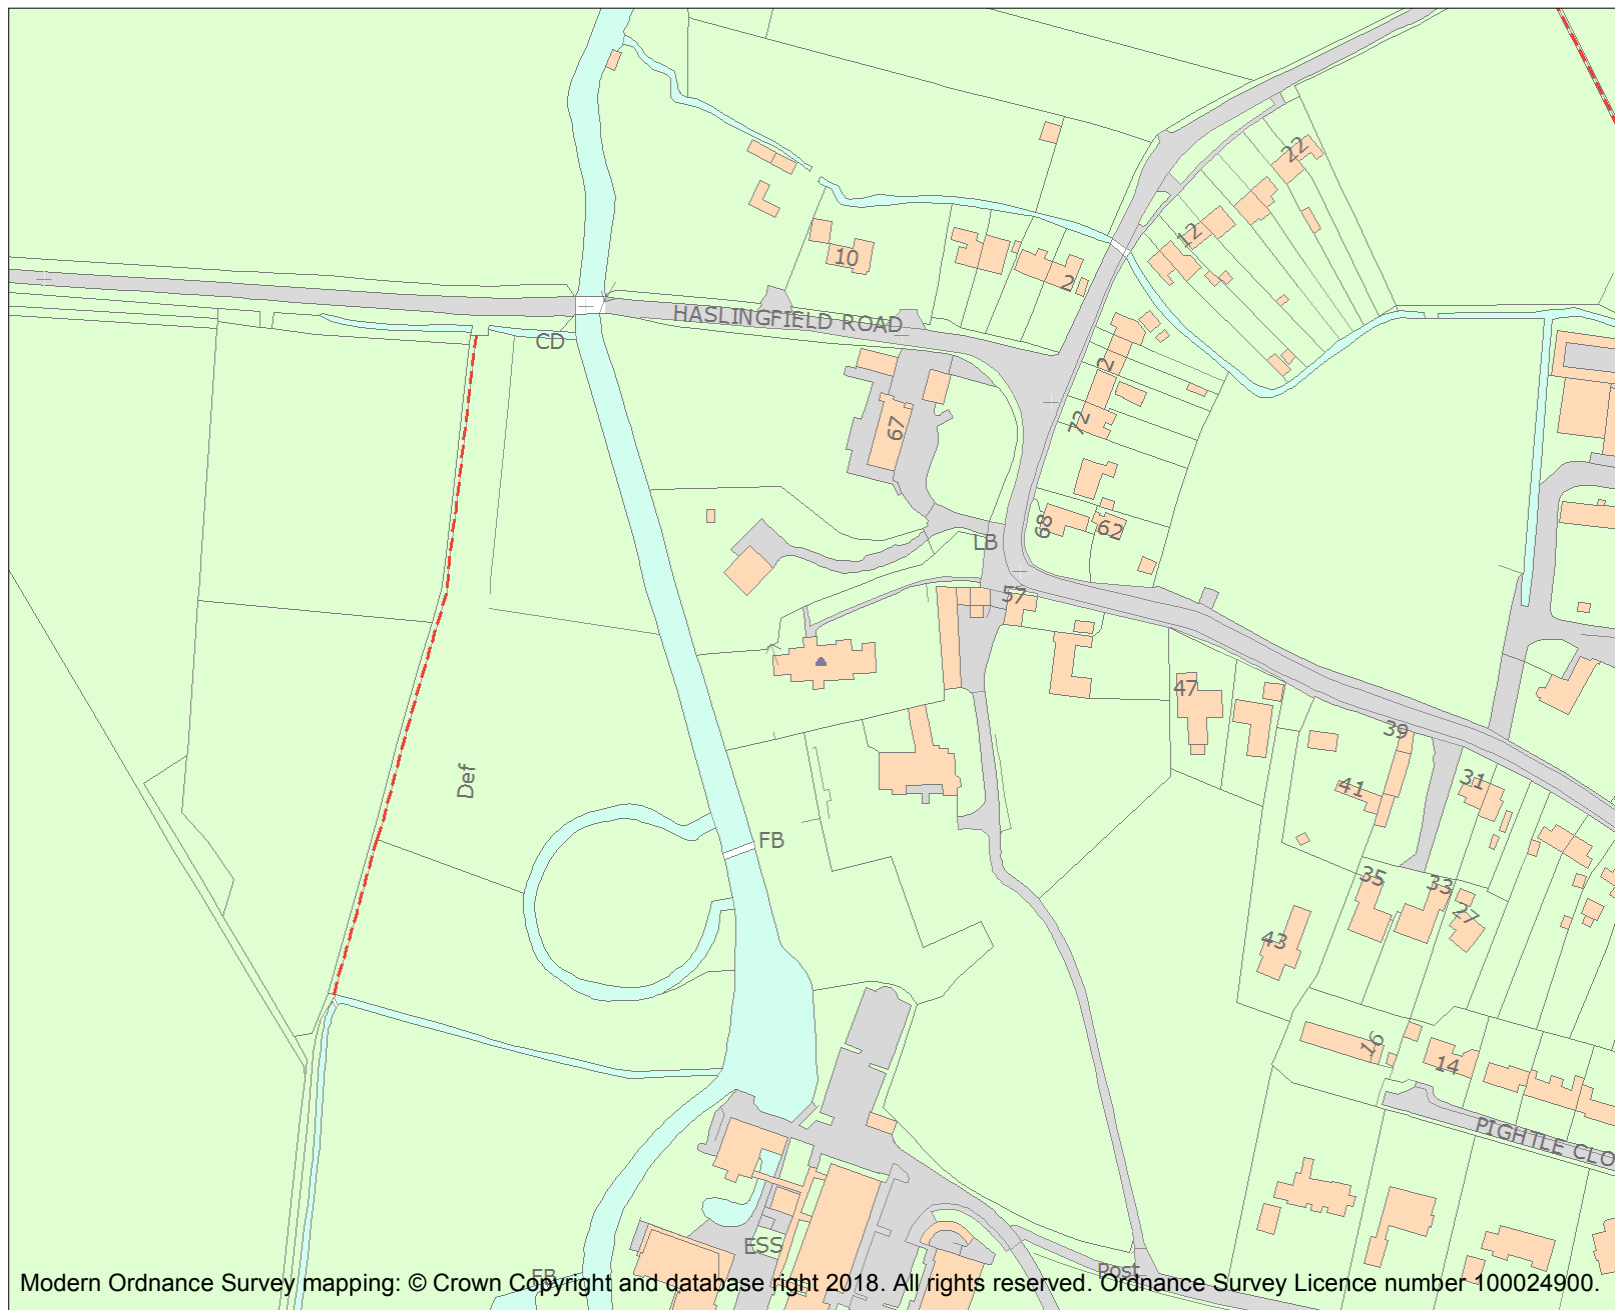 22
12
10
2
HASLINGFIELD ROAD
CD
2
72
67
68
62
LB
57
47
39
Def
41
31
FB
35
33
27
43
16
14
PIGHTLE CLO
ESS
Post
FB
Modern Ordnance Survey mapping: © Crown Copyright and database right 2018. All rights reserved. Ordnance Survey Licence number 100024900.